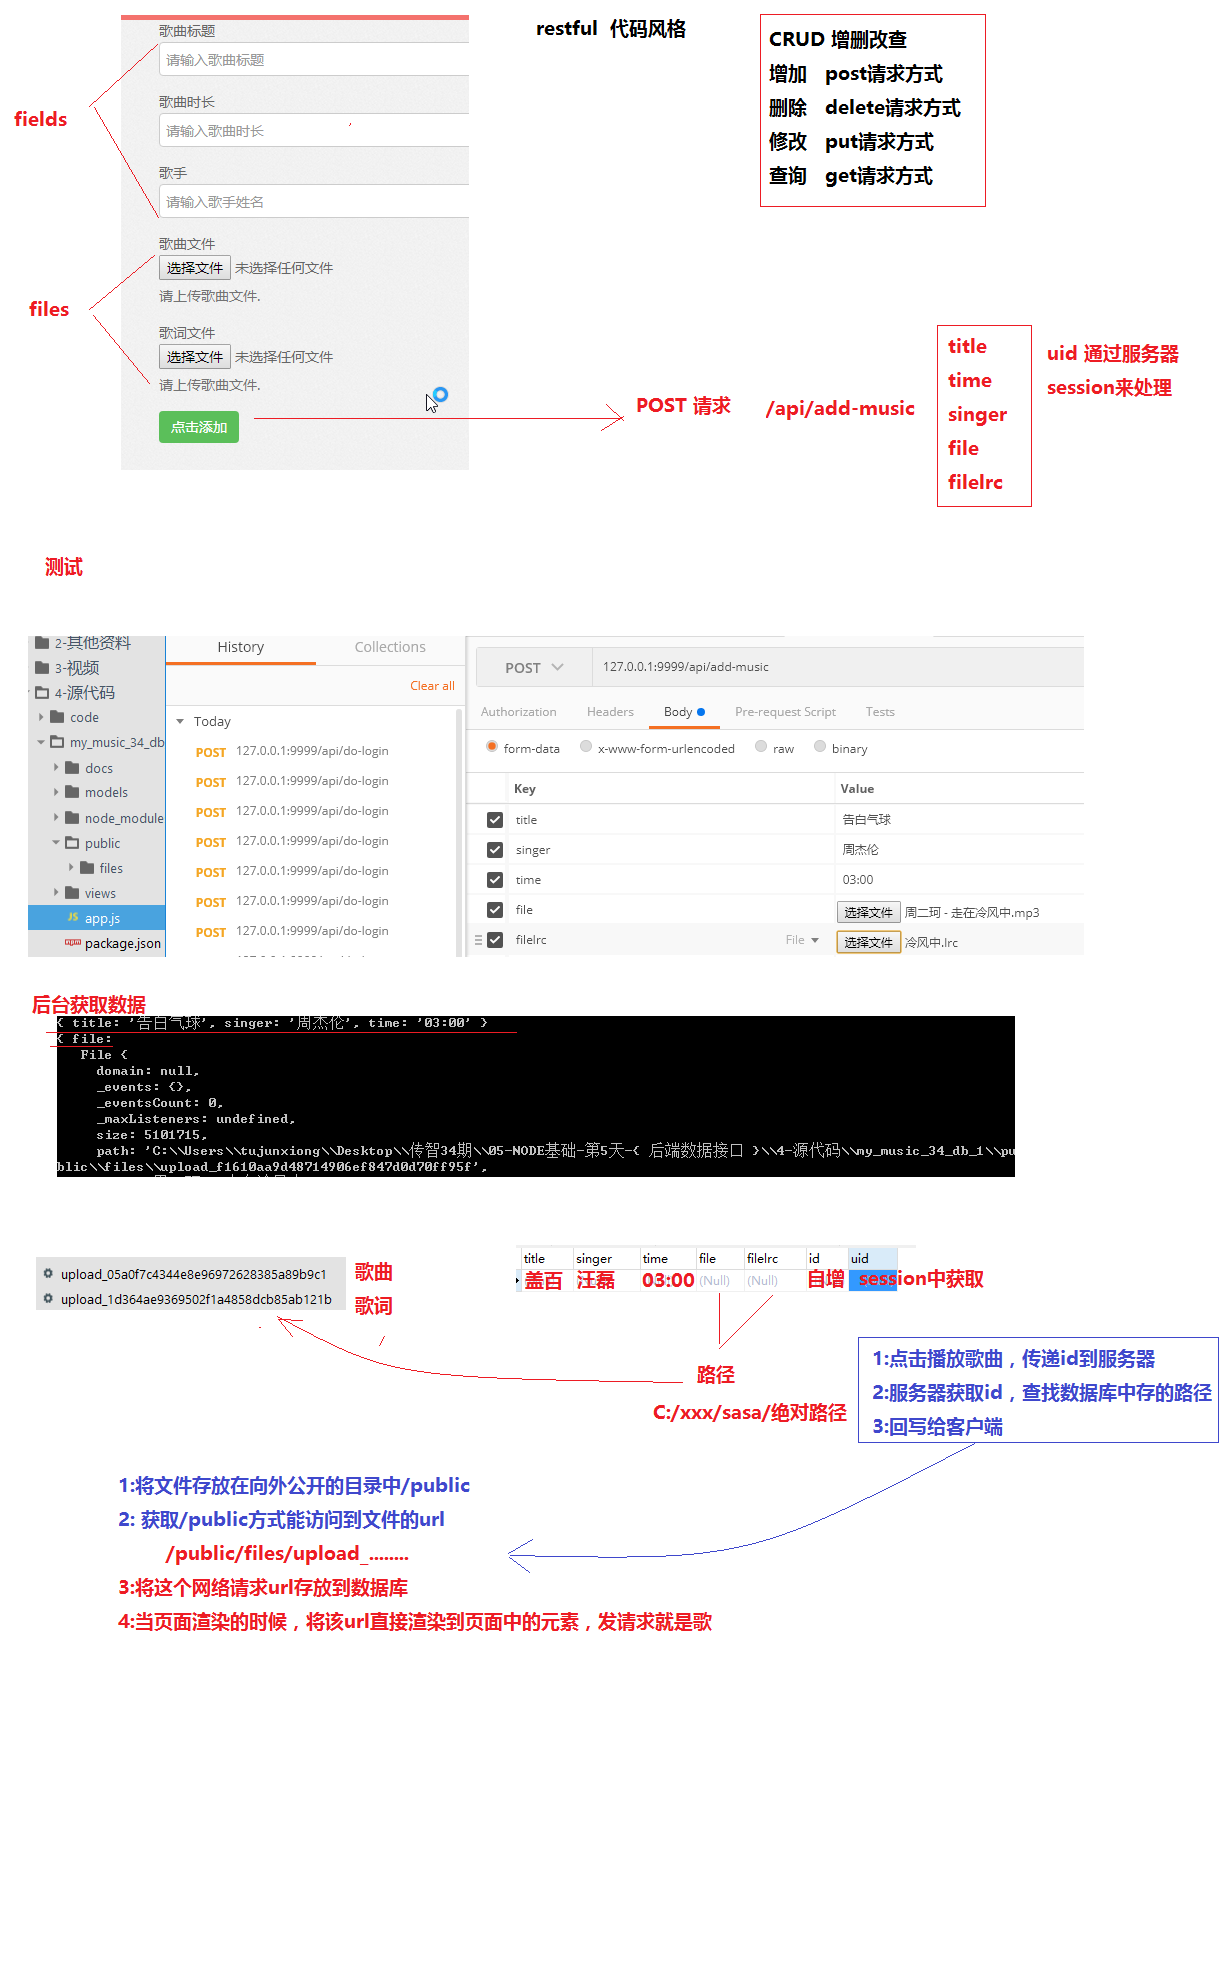 歌曲标题
请输入歌曲标题
歌曲时长
请输入歌曲时长
歌手
请输入歌手姓名
歌曲文件
选择文件 未选择任何文件
请上传歌曲文件.
歌词文件
选择文件 未选择任何文件
请上传歌曲文件.
点击添加
fields
files
restful 代码风格
CRUD 增删改查
增加 post请求方式
删除 delete请求方式
修改 put请求方式
查询 get请求方式
POST 请求 /api/add-music
title
time
singer
file
filelrc
uid 通过服务器
session来处理
测试
2-其他资料
3-视频
4-源代码
code
my_music_34_db
docs
models
node_module
public
files
views
JS app.js
npm package.json
History Collections
Clear all
Today
POST 127.0.0.1:9999/api/do-login
POST 127.0.0.1:9999/api/do-login
POST 127.0.0.1:9999/api/do-login
POST 127.0.0.1:9999/api/do-login
POST 127.0.0.1:9999/api/do-login
POST 127.0.0.1:9999/api/do-login
POST 127.0.0.1:9999/api/do-login
POST 127.0.0.1:9999/api/add-music
Authorization Headers Body Pre-request Script Tests
form-data x-www-form-urlencoded raw binary
Key Value
title 告白气球
singer 周杰伦
time 03:00
file 选择文件 周二珂 - 走在冷风中.mp3
filelrc File 选择文件 冷风中.lrc
后台获取数据
{ title: '告白气球', singer: '周杰伦', time: '03:00' }
{ file:
File {
domain: null,
_events: {},
_eventsCount: 0,
_maxListeners: undefined,
size: 5101715,
path: 'C:\\Users\\tujunxiong\\Desktop\\传智34期\\05-NODE基础-第5天-{ 后端数据接口 }\\4-源代码\\my_music_34_db_1\\pu
blic\\files\\upload_f1610aa9d48714906ef847d0d70ff95f',
upload_05a0f7c4344e8e96972628385a89b9c1 歌曲
upload_1d364ae9369502f1a4858dcb85ab121b 歌词
title singer time file filelrc id uid
盖百 汪磊 03:00 (Null) (Null) 自增 session中获取
路径
C:/xxx/sasa/绝对路径
1:点击播放歌曲，传递id到服务器
2:服务器获取id，查找数据库中存的路径
3:回写给客户端
1:将文件存放在向外公开的目录中/public
2: 获取/public方式能访问到文件的url
/public/files/upload_........
3:将这个网络请求url存放到数据库
4:当页面渲染的时候，将该url直接渲染到页面中的元素，发请求就是歌